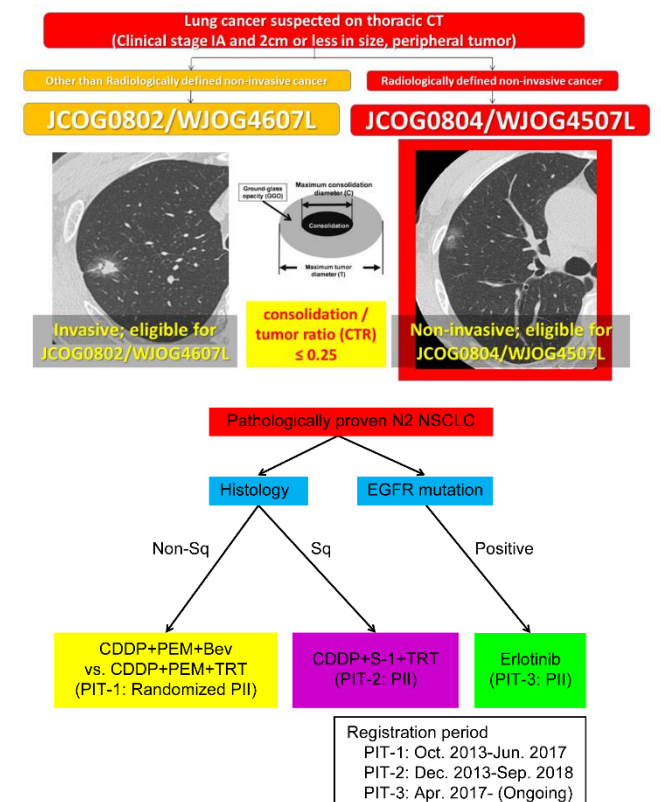 Lung cancer suspected on thoracic CT
(Clinical stage IA and 2cm or less in size, peripheral tumor)
Other than Radiologically defined non-invasive cancer
Radiologically defined non-invasive cancer
JCOG0802/WJOG4607L
JCOG0804/WJOG4507L
Ground-glass
opacity (GGO)
Maximum consolidation
diameter (C)
Consolidation
Maximum tumor
diameter (T)
consolidation /
tumor ratio (CTR)
≤ 0.25
Invasive; eligible for
JCOG0802/WJOG4607L
Non-invasive; eligible for
JCOG0804/WJOG4507L
Pathologically proven N2 NSCLC
Histology
EGFR mutation
Non-Sq
Sq
Positive
CDDP+PEM+Bev
vs. CDDP+PEM+TRT
(PIT-1: Randomized PII)
CDDP+S-1+TRT
(PIT-2: PII)
Erlotinib
(PIT-3: PII)
Registration period
PIT-1: Oct. 2013-Jun. 2017
PIT-2: Dec. 2013-Sep. 2018
PIT-3: Apr. 2017- (Ongoing)